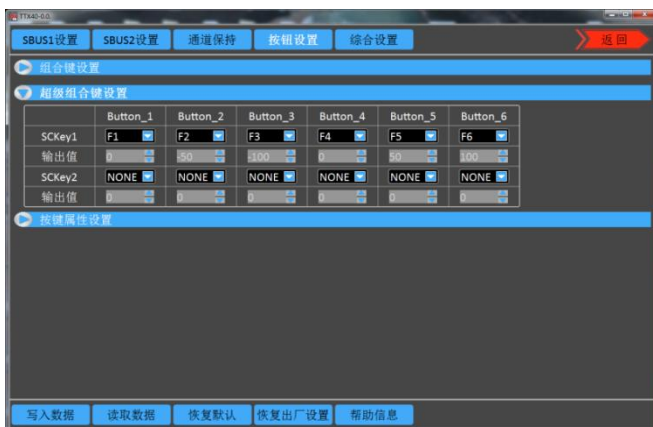 TTX40-0.0
SBUS1设置 SBUS2设置 通道保持 按钮设置 综合设置 返回
组合键设置
超级组合键设置
Button_1 Button_2 Button_3 Button_4 Button_5 Button_6
SCKey1 F1 F2 F3 F4 F5 F6
输出值 0 -50 -100 0 50 100
SCKey2 NONE NONE NONE NONE NONE NONE
输出值 0 0 0 0 0 0
按键属性设置
写入数据 读取数据 恢复默认 恢复出厂设置 帮助信息